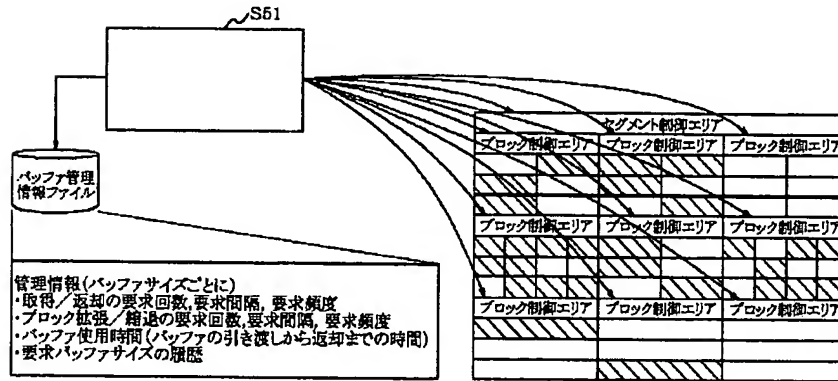 S51
バッファ管理
情報ファイル
管理情報(バッファサイズごとに)
・取得／返却の要求回数,要求間隔, 要求頻度
・ブロック拡張／縮退の要求回数,要求間隔, 要求頻度
・バッファ使用時間(バッファの引き渡しから返却までの時間)
・要求バッファサイズの履歴
セグメント制御エリア
ブロック制御エリア ブロック制御エリア ブロック制御エリア
ブロック制御エリア ブロック制御エリア ブロック制御エリア
ブロック制御エリア ブロック制御エリア ブロック制御エリア